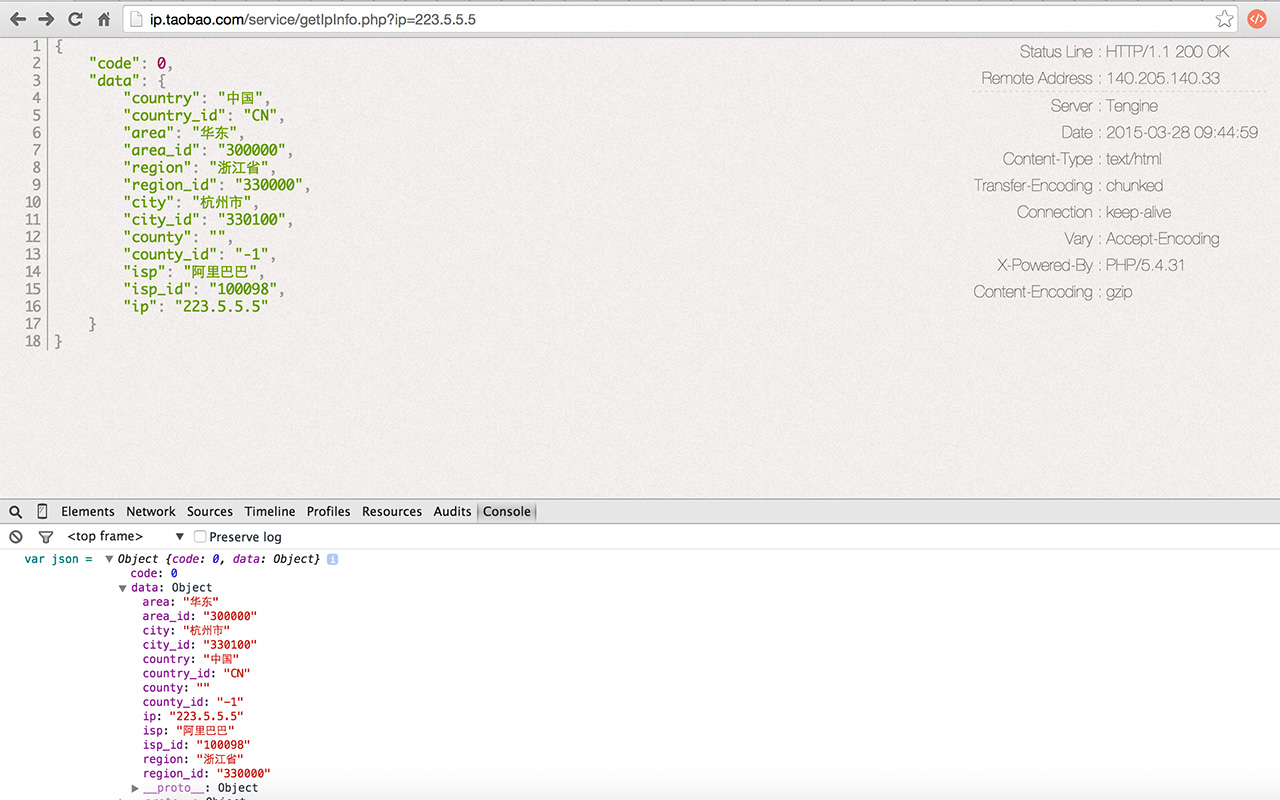 ip.taobao.com/service/getIpInfo.php?ip=223.5.5.5
1 {
2 "code": 0,
3 "data": {
4 "country": "中国",
5 "country_id": "CN",
6 "area": "华东",
7 "area_id": "300000",
8 "region": "浙江省",
9 "region_id": "330000",
10 "city": "杭州市",
11 "city_id": "330100",
12 "county": "",
13 "county_id": "-1",
14 "isp": "阿里巴巴",
15 "isp_id": "100098",
16 "ip": "223.5.5.5"
17 }
18 }
Status Line : HTTP/1.1 200 OK
Remote Address : 140.205.140.33
Server : Tengine
Date : 2015-03-28 09:44:59
Content-Type : text/html
Transfer-Encoding : chunked
Connection : keep-alive
Vary : Accept-Encoding
X-Powered-By : PHP/5.4.31
Content-Encoding : gzip
Elements Network Sources Timeline Profiles Resources Audits Console
<top frame> ▼ Preserve log
var json = ▼ Object {code: 0, data: Object} i
code: 0
▼ data: Object
area: "华东"
area_id: "300000"
city: "杭州市"
city_id: "330100"
country: "中国"
country_id: "CN"
county: ""
county_id: "-1"
ip: "223.5.5.5"
isp: "阿里巴巴"
isp_id: "100098"
region: "浙江省"
region_id: "330000"
▶ __proto__: Object
▶ __proto__: Object